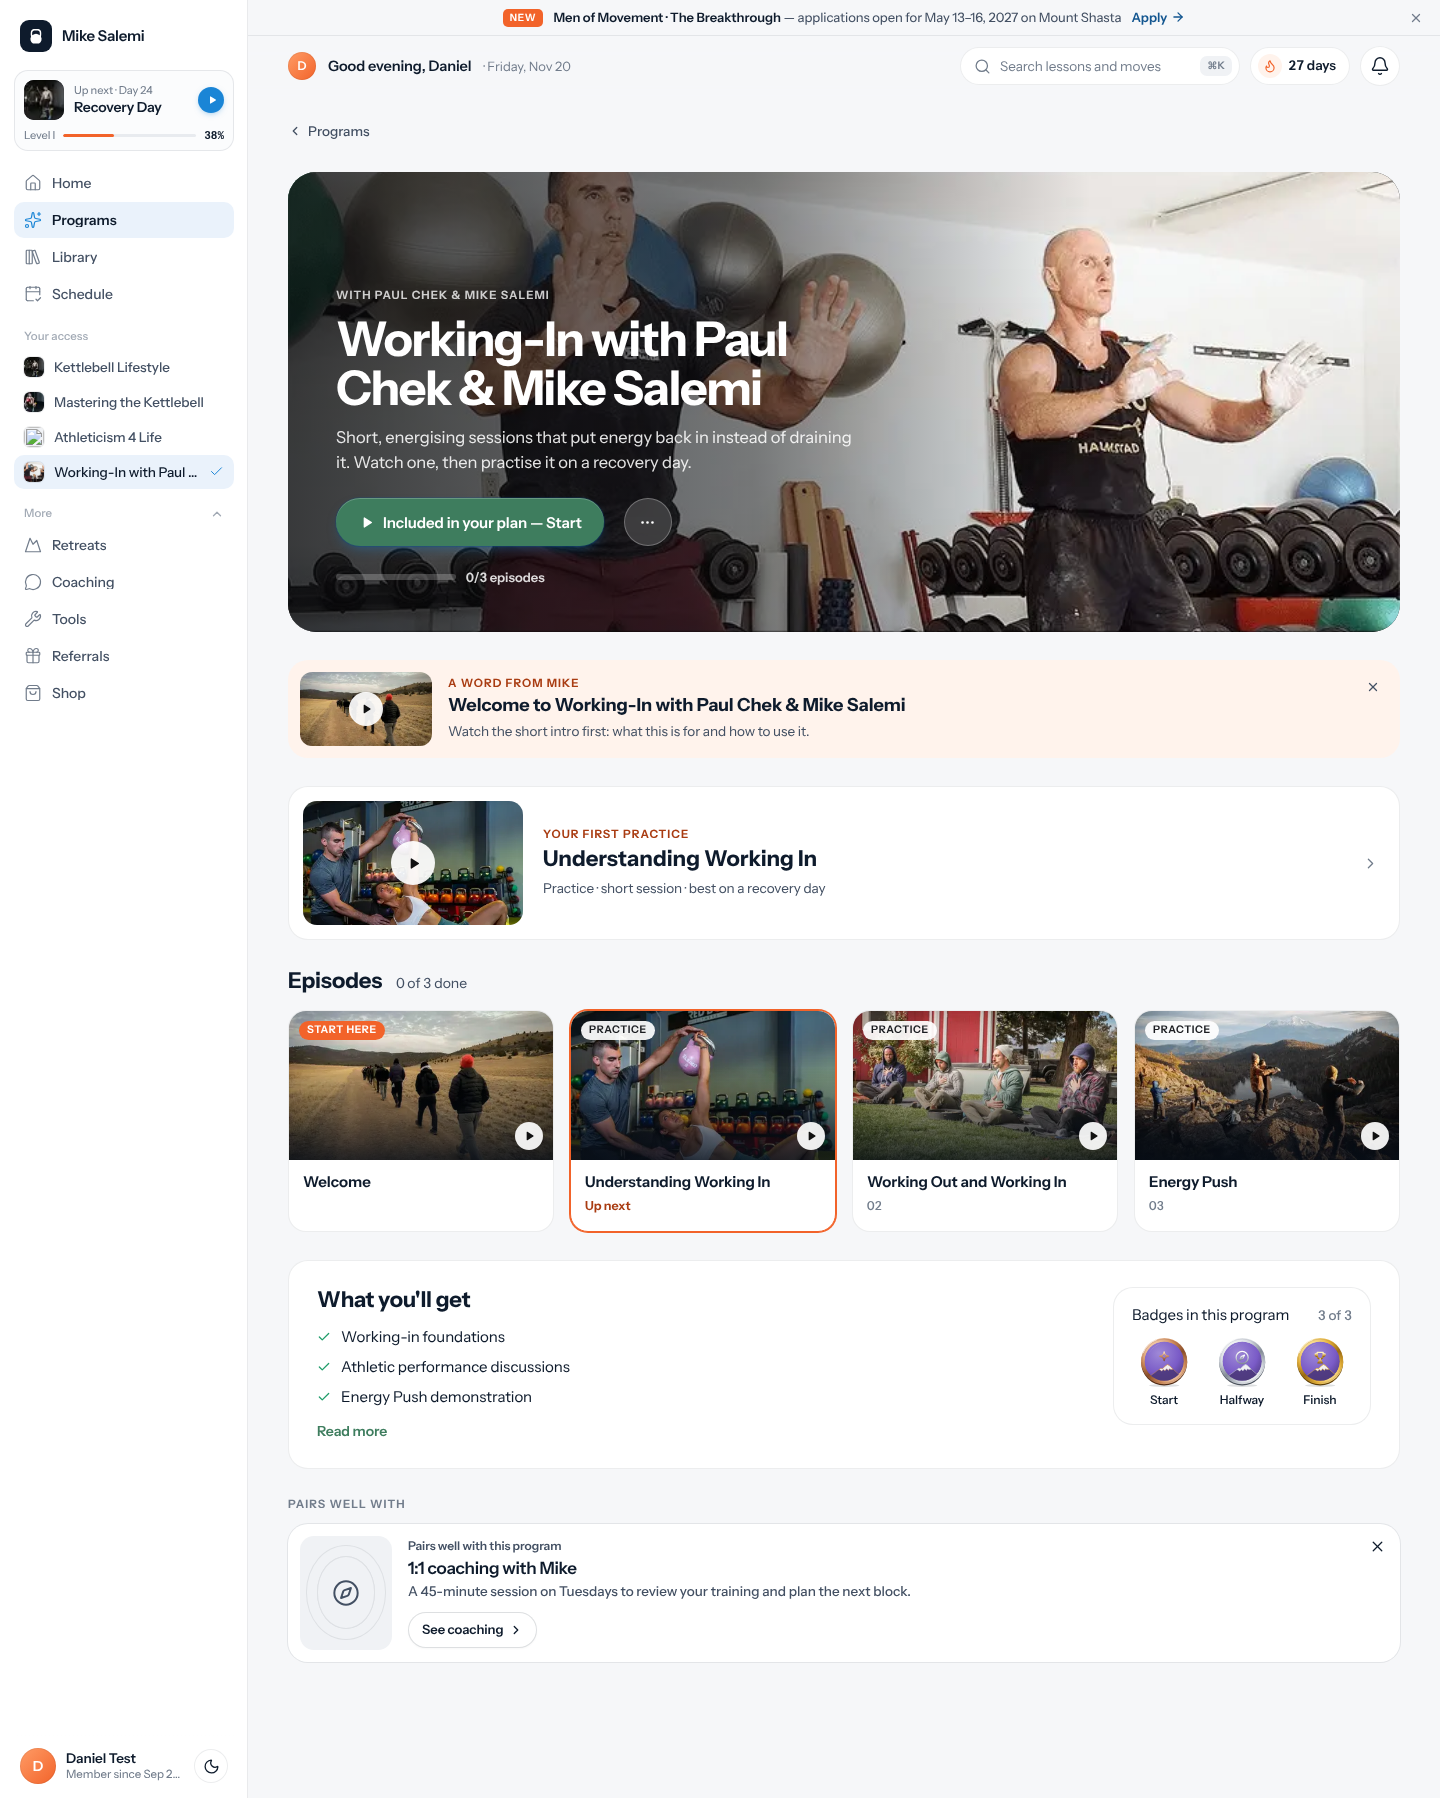 Mike Salemi
Up next · Day 24
Recovery Day
Level I
38%
Home
Programs
Library
Schedule
Your access
Kettlebell Lifestyle
Mastering the Kettlebell
Athleticism 4 Life
Working-In with Paul ...
More
Retreats
Coaching
Tools
Referrals
Shop
Daniel Test
Member since Sep 2...
NEW Men of Movement · The Breakthrough — applications open for May 13–16, 2027 on Mount Shasta Apply →
D Good evening, Daniel · Friday, Nov 20
Search lessons and moves ⌘K
27 days
Programs
WITH PAUL CHEK & MIKE SALEMI
Working-In with Paul
Chek & Mike Salemi
Short, energising sessions that put energy back in instead of draining
it. Watch one, then practise it on a recovery day.
Included in your plan — Start
0/3 episodes
A WORD FROM MIKE
Welcome to Working-In with Paul Chek & Mike Salemi
Watch the short intro first: what this is for and how to use it.
YOUR FIRST PRACTICE
Understanding Working In
Practice · short session · best on a recovery day
Episodes 0 of 3 done
START HERE
Welcome
PRACTICE
Understanding Working In
Up next
PRACTICE
Working Out and Working In
02
PRACTICE
Energy Push
03
What you'll get
Working-in foundations
Athletic performance discussions
Energy Push demonstration
Read more
Badges in this program 3 of 3
Start
Halfway
Finish
PAIRS WELL WITH
Pairs well with this program
1:1 coaching with Mike
A 45-minute session on Tuesdays to review your training and plan the next block.
See coaching
D